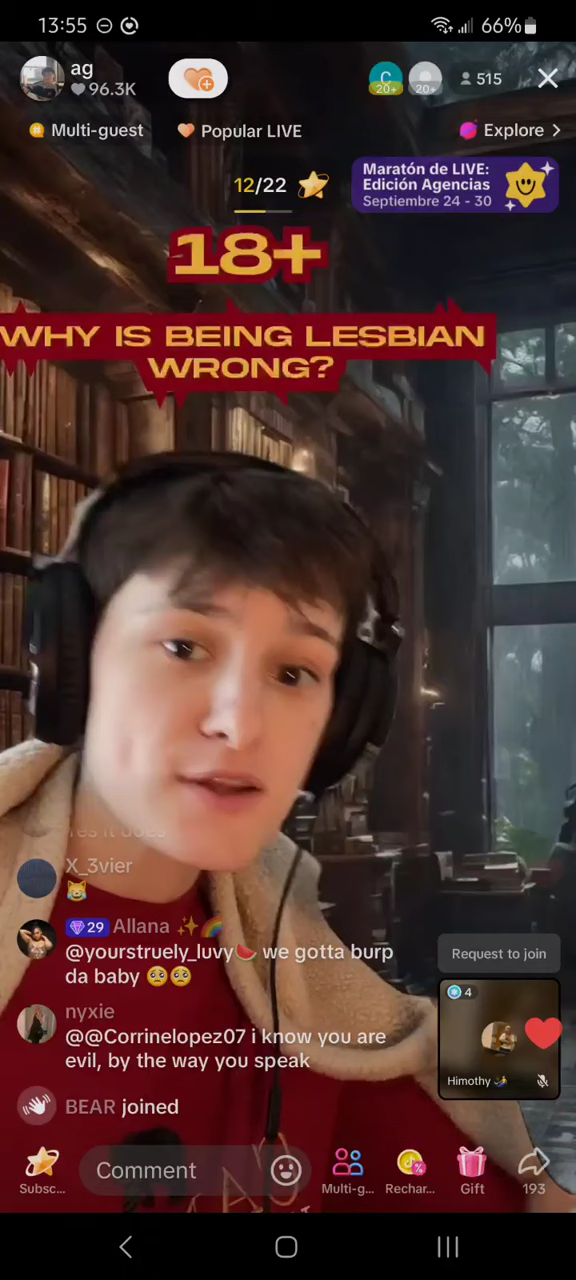 13:55
66%
ag
96.3K
C
20+
20+
515
Multi-guest
Popular LIVE
Explore >
12/22
Maratón de LIVE:
Edición Agencias
Septiembre 24 - 30
18+
WHY IS BEING LESBIAN
WRONG?
Yes it does
X_3vier
😹
29 Allana ✨🌈
@yourstruely_luvy🍉 we gotta burp
da baby 🥺🥺
nyxie
@@Corrinelopez07 i know you are
evil, by the way you speak
BEAR joined
Request to join
4
Himothy
Comment
Subsc...
Multi-g...
Rechar...
Gift
193